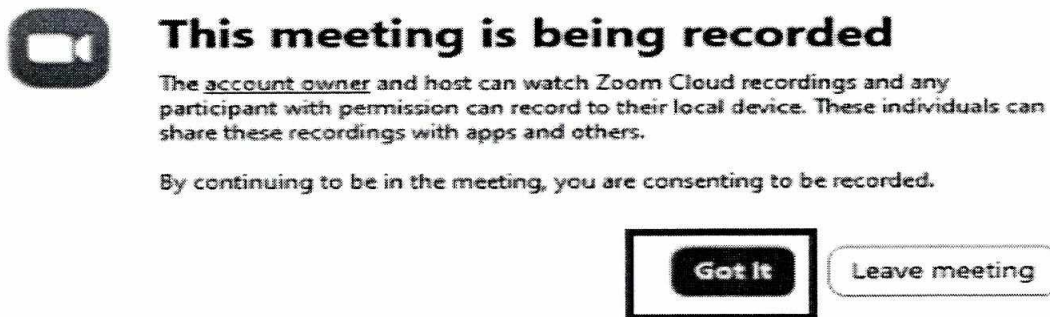 This meeting is being recorded
The account owner and host can watch Zoom Cloud recordings and any
participant with permission can record to their local device. These individuals can
share these recordings with apps and others.
By continuing to be in the meeting, you are consenting to be recorded.
Got It Leave meeting